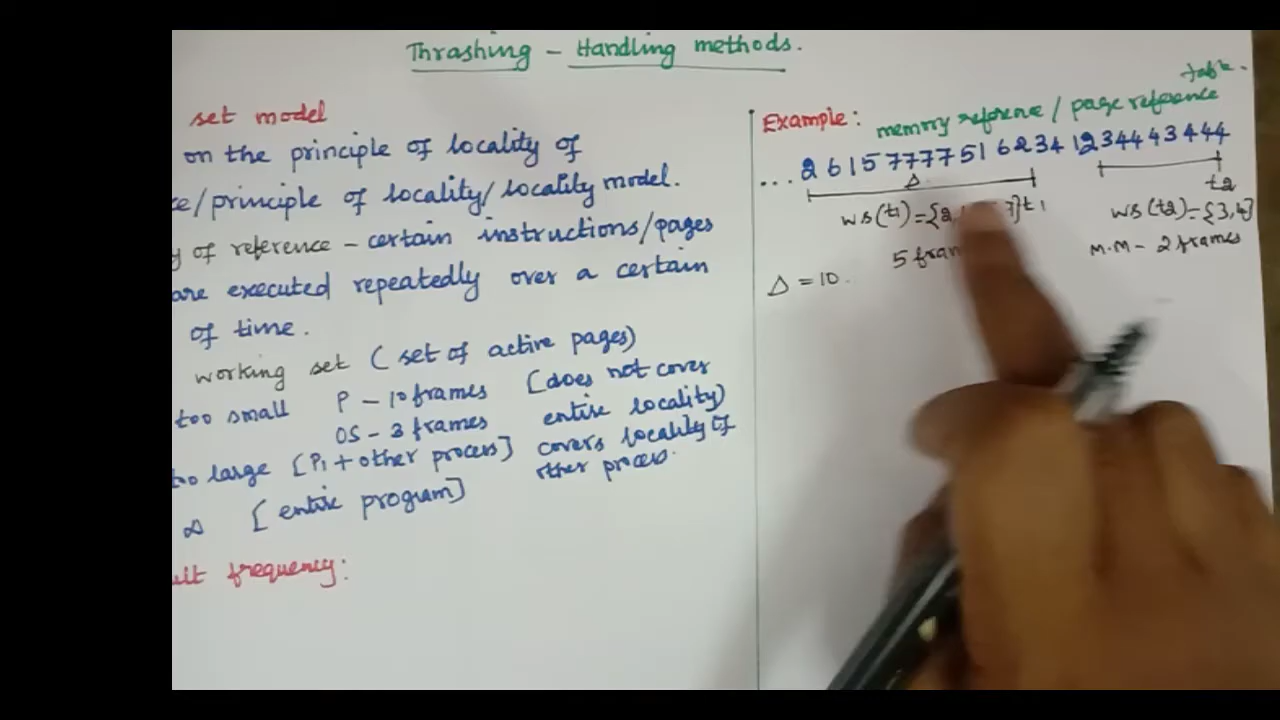 Thrashing - Handling methods.
set model
on the principle of locality of
ce/principle of locality/locality model.
y of reference - certain instructions/pages
are executed repeatedly over a certain
of time.
working set (set of active pages)
too small P - 10 frames [does not cover
OS - 3 frames entire locality)
too large [P1 + other process] covers locality of
other process.
[entire program]
ult frequency:
Example: memory reference / page reference
table.
... 2 6 1 5 7 7 7 7 5 1 6 2 3 4 1 2 3 4 4 4 3 4 4 4
Δ
t2
ws(t1) = {2, 7} t1
ws(t2) = {3,4}
5 fram
M.M - 2 frames
Δ = 10.